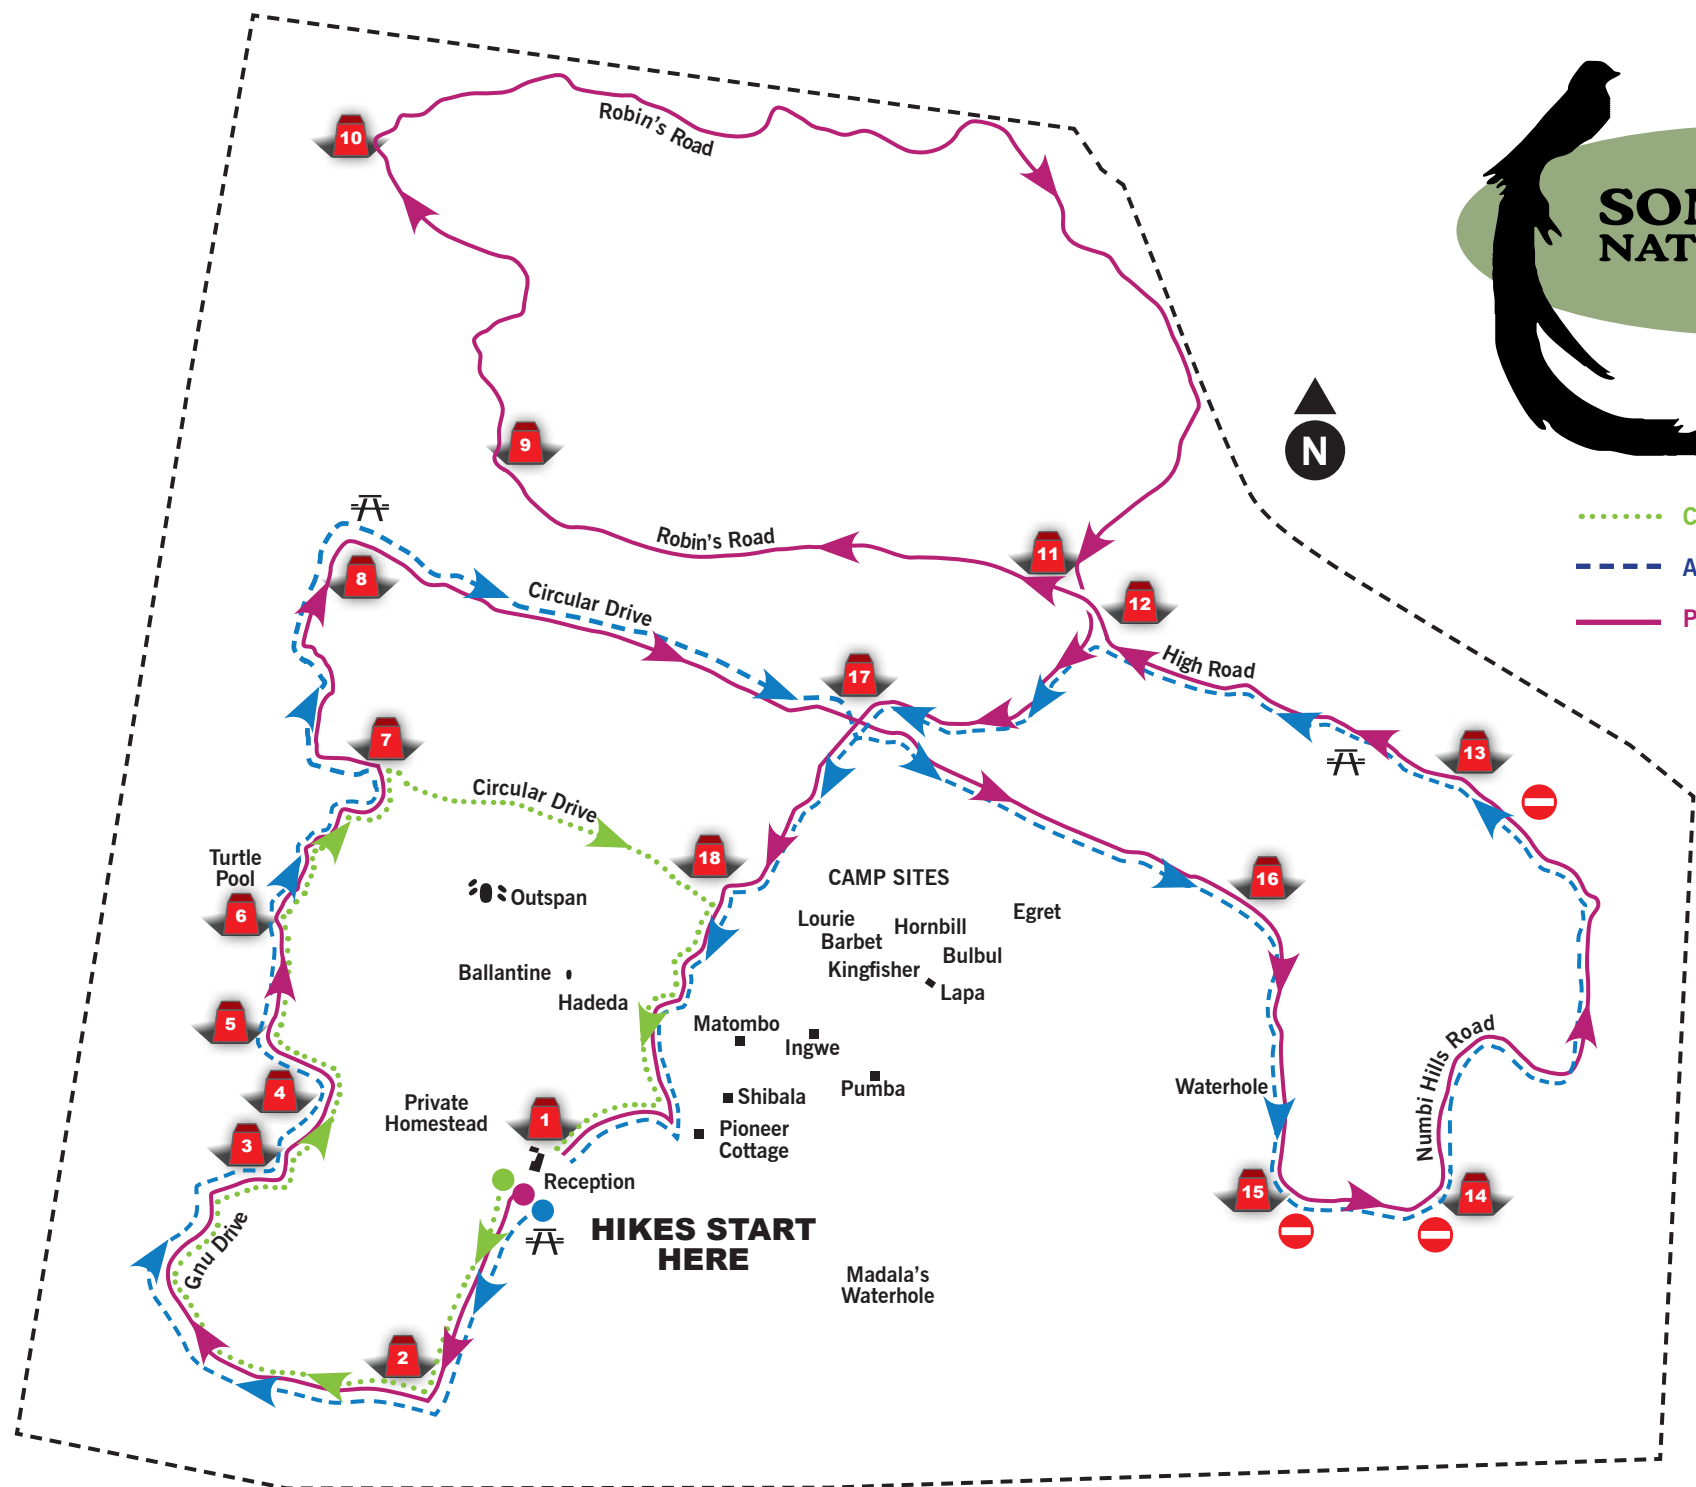 10
Robin's Road
SO
NAT
9
N
C
Robin's Road
11
A
8
12
Circular Drive
P
17
High Road
7
13
Circular Drive
Turtle
Pool
18
CAMP SITES
16
Outspan
6
Lourie
Hornbill
Egret
Barbet
Bulbul
Ballantine
Kingfisher
Lapa
Hadeda
5
Matombo
Ingwe
Numbi Hills Road
4
Waterhole
Pumba
Private
Homestead
Shibala
1
3
Pioneer
Cottage
Reception
15
14
Gnu Drive
HIKES START
HERE
Madala's
Waterhole
2